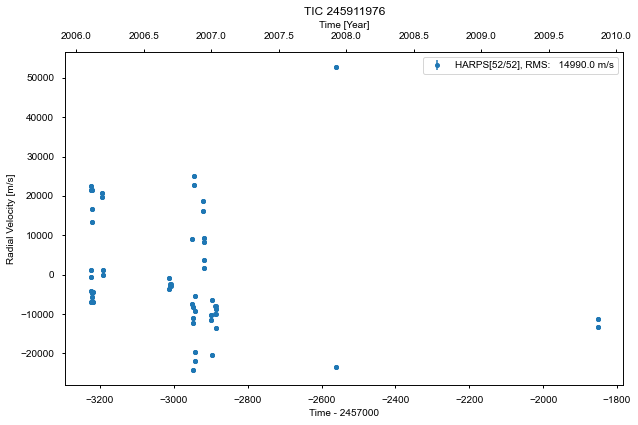 TIC 245911976
Time [Year]
2006.0 2006.5 2007.0 2007.5 2008.0 2008.5 2009.0 2009.5 2010.0
HARPS[52/52], RMS: 14990.0 m/s
50000
40000
30000
20000
10000
0
−10000
−20000
Radial Velocity [m/s]
−3200 −3000 −2800 −2600 −2400 −2200 −2000 −1800
Time - 2457000